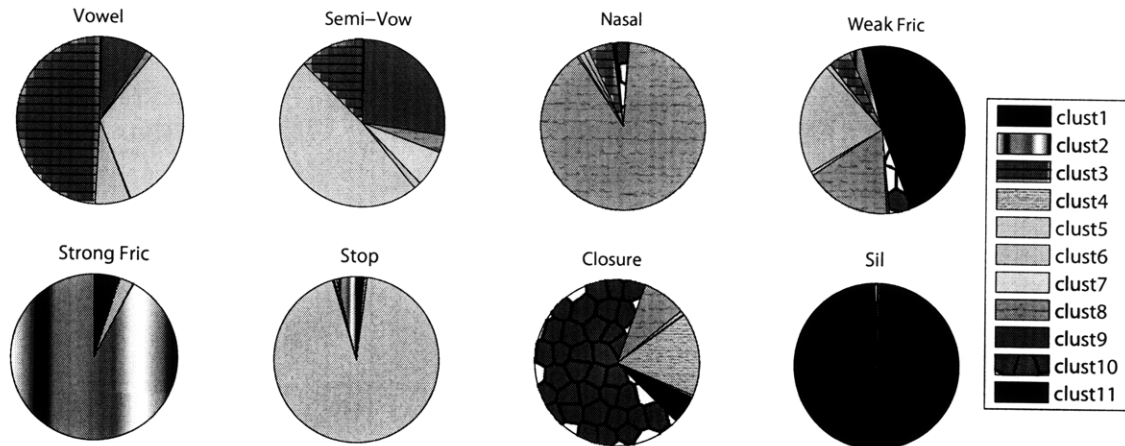 Vowel
Semi-Vow
Nasal
Weak Fric
Strong Fric
Stop
Closure
Sil
clust1
clust2
clust3
clust4
clust5
clust6
clust7
clust8
clust9
clust10
clust11